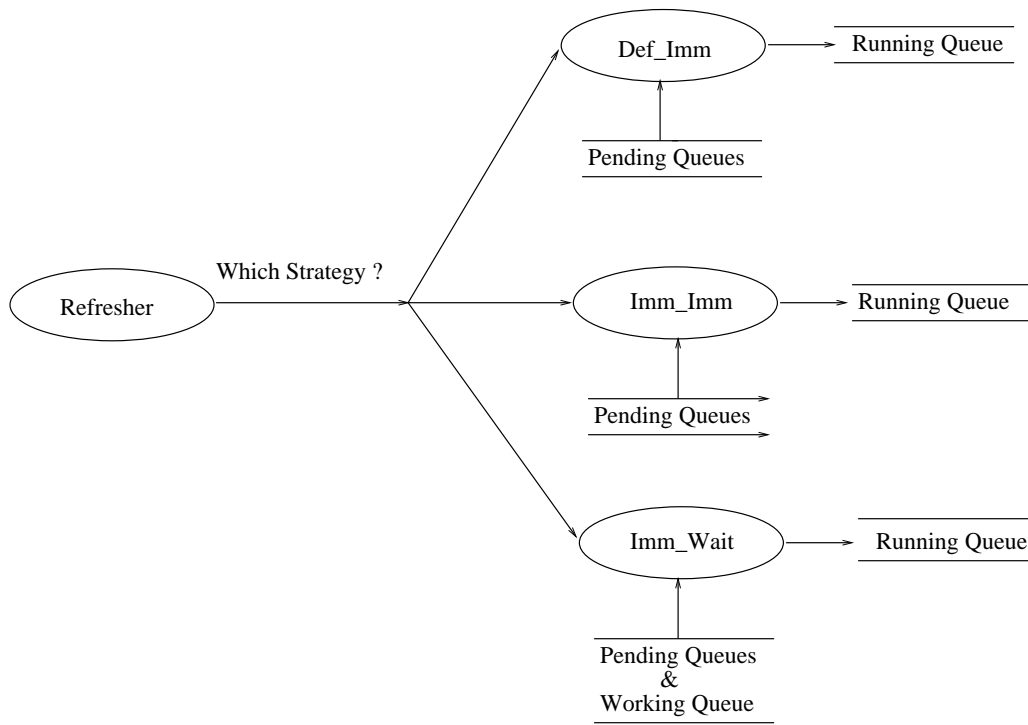 Def_Imm
Running Queue
Pending Queues
Which Strategy ?
Refresher
Imm_Imm
Running Queue
Pending Queues
Imm_Wait
Running Queue
Pending Queues
&
Working Queue